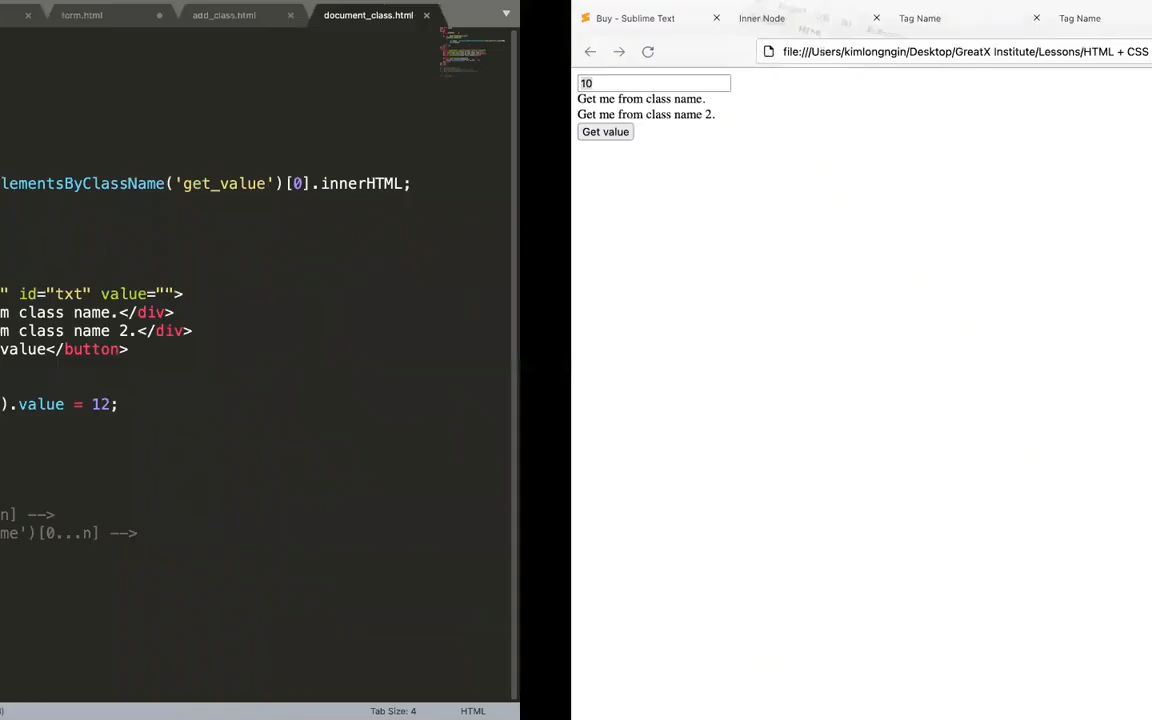 form.html
add_class.html
document_class.html
lementsByClassName('get_value')[0].innerHTML;
" id="txt" value="">
m class name.</div>
m class name 2.</div>
value</button>
).value = 12;
n] -->
me')[0...n] -->
Tab Size: 4
HTML
Buy - Sublime Text
Inner Node
Tag Name
Tag Name
file:///Users/kimlongngin/Desktop/GreatX Institute/Lessons/HTML + CSS
10
Get me from class name.
Get me from class name 2.
Get value